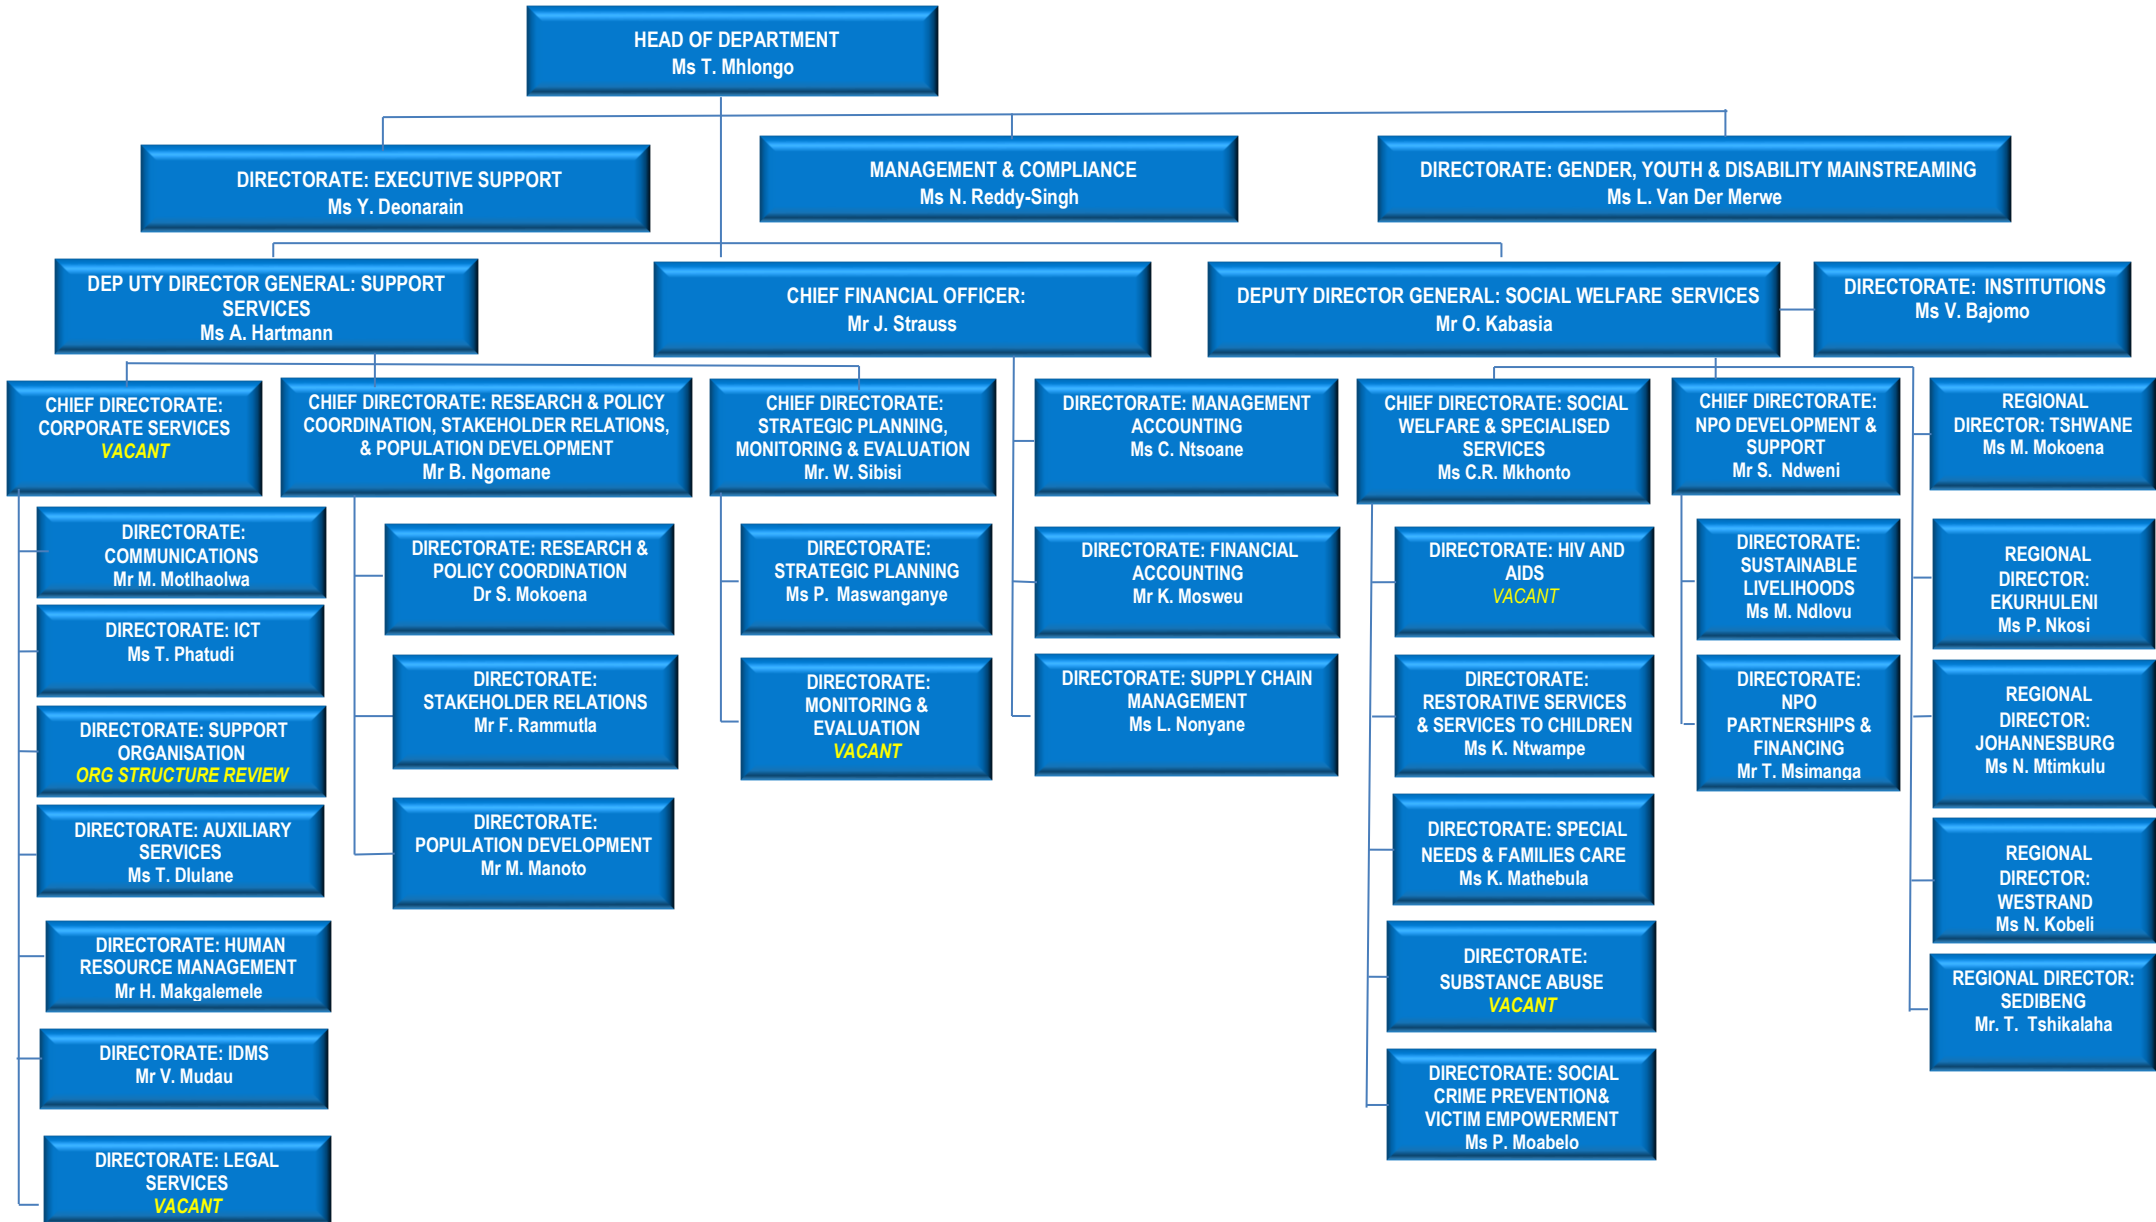 HEAD OF DEPARTMENT
Ms T. Mhlongo
DIRECTORATE: EXECUTIVE SUPPORT
Ms Y. Deonarain
MANAGEMENT & COMPLIANCE
Ms N. Reddy-Singh
DIRECTORATE: GENDER, YOUTH & DISABILITY MAINSTREAMING
Ms L. Van Der Merwe
DEP UTY DIRECTOR GENERAL: SUPPORT
SERVICES
Ms A. Hartmann
CHIEF FINANCIAL OFFICER:
Mr J. Strauss
DEPUTY DIRECTOR GENERAL: SOCIAL WELFARE SERVICES
Mr O. Kabasia
DIRECTORATE: INSTITUTIONS
Ms V. Bajomo
CHIEF DIRECTORATE:
CORPORATE SERVICES
VACANT
DIRECTORATE:
COMMUNICATIONS
Mr M. Motlhaolwa
DIRECTORATE: ICT
Ms T. Phatudi
DIRECTORATE: SUPPORT
ORGANISATION
ORG STRUCTURE REVIEW
DIRECTORATE: AUXILIARY
SERVICES
Ms T. Dlulane
DIRECTORATE: HUMAN
RESOURCE MANAGEMENT
Mr H. Makgalemele
DIRECTORATE: IDMS
Mr V. Mudau
DIRECTORATE: LEGAL
SERVICES
VACANT
CHIEF DIRECTORATE: RESEARCH & POLICY
COORDINATION, STAKEHOLDER RELATIONS,
& POPULATION DEVELOPMENT
Mr B. Ngomane
DIRECTORATE: RESEARCH &
POLICY COORDINATION
Dr S. Mokoena
DIRECTORATE:
STAKEHOLDER RELATIONS
Mr F. Rammutla
DIRECTORATE:
POPULATION DEVELOPMENT
Mr M. Manoto
CHIEF DIRECTORATE:
STRATEGIC PLANNING,
MONITORING & EVALUATION
Mr. W. Sibisi
DIRECTORATE:
STRATEGIC PLANNING
Ms P. Maswanganye
DIRECTORATE:
MONITORING &
EVALUATION
VACANT
DIRECTORATE: MANAGEMENT
ACCOUNTING
Ms C. Ntsoane
DIRECTORATE: FINANCIAL
ACCOUNTING
Mr K. Mosweu
DIRECTORATE: SUPPLY CHAIN
MANAGEMENT
Ms L. Nonyane
CHIEF DIRECTORATE: SOCIAL
WELFARE & SPECIALISED
SERVICES
Ms C.R. Mkhonto
DIRECTORATE: HIV AND
AIDS
VACANT
DIRECTORATE:
RESTORATIVE SERVICES
& SERVICES TO CHILDREN
Ms K. Ntwampe
DIRECTORATE: SPECIAL
NEEDS & FAMILIES CARE
Ms K. Mathebula
DIRECTORATE:
SUBSTANCE ABUSE
VACANT
DIRECTORATE: SOCIAL
CRIME PREVENTION&
VICTIM EMPOWERMENT
Ms P. Moabelo
CHIEF DIRECTORATE:
NPO DEVELOPMENT &
SUPPORT
Mr S. Ndweni
DIRECTORATE:
SUSTAINABLE
LIVELIHOODS
Ms M. Ndlovu
DIRECTORATE:
NPO
PARTNERSHIPS &
FINANCING
Mr T. Msimanga
REGIONAL
DIRECTOR: TSHWANE
Ms M. Mokoena
REGIONAL
DIRECTOR:
EKURHULENI
Ms P. Nkosi
REGIONAL
DIRECTOR:
JOHANNESBURG
Ms N. Mtimkulu
REGIONAL
DIRECTOR:
WESTRAND
Ms N. Kobeli
REGIONAL DIRECTOR:
SEDIBENG
Mr. T. Tshikalaha